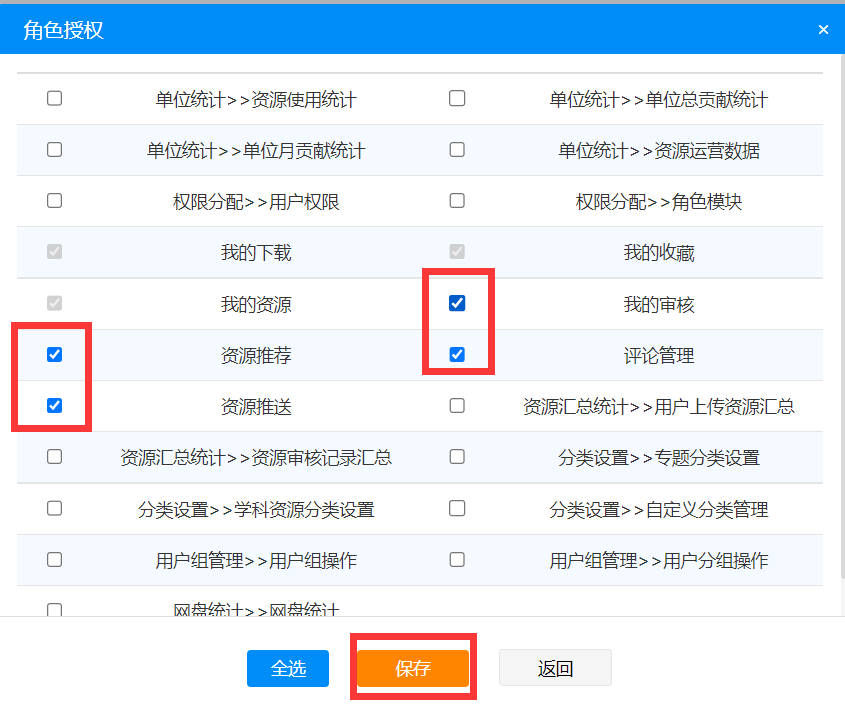 角色授权
×
单位统计>>资源使用统计 单位统计>>单位总贡献统计
单位统计>>单位月贡献统计 单位统计>>资源运营数据
权限分配>>用户权限 权限分配>>角色模块
我的下载 我的收藏
我的资源 我的审核
资源推荐 评论管理
资源推送 资源汇总统计>>用户上传资源汇总
资源汇总统计>>资源审核记录汇总 分类设置>>专题分类设置
分类设置>>学科资源分类设置 分类设置>>自定义分类管理
用户组管理>>用户组操作 用户组管理>>用户分组操作
网盘统计>>网盘统计
全选 保存 返回